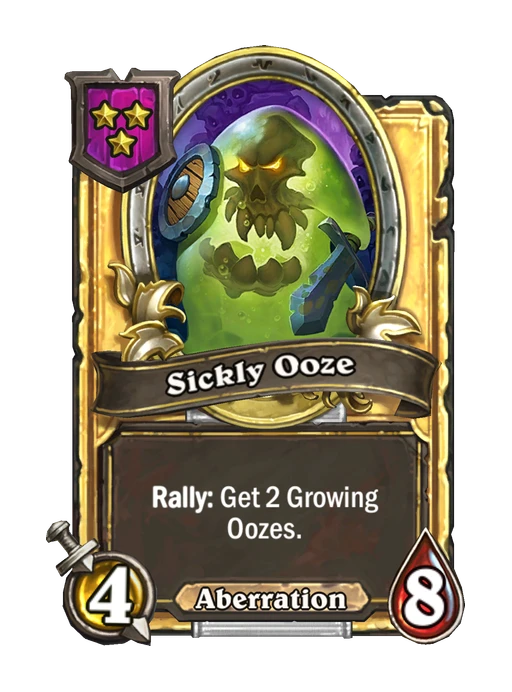 Sickly Ooze
Rally: Get 2 Growing
Oozes.
4
Aberration
8